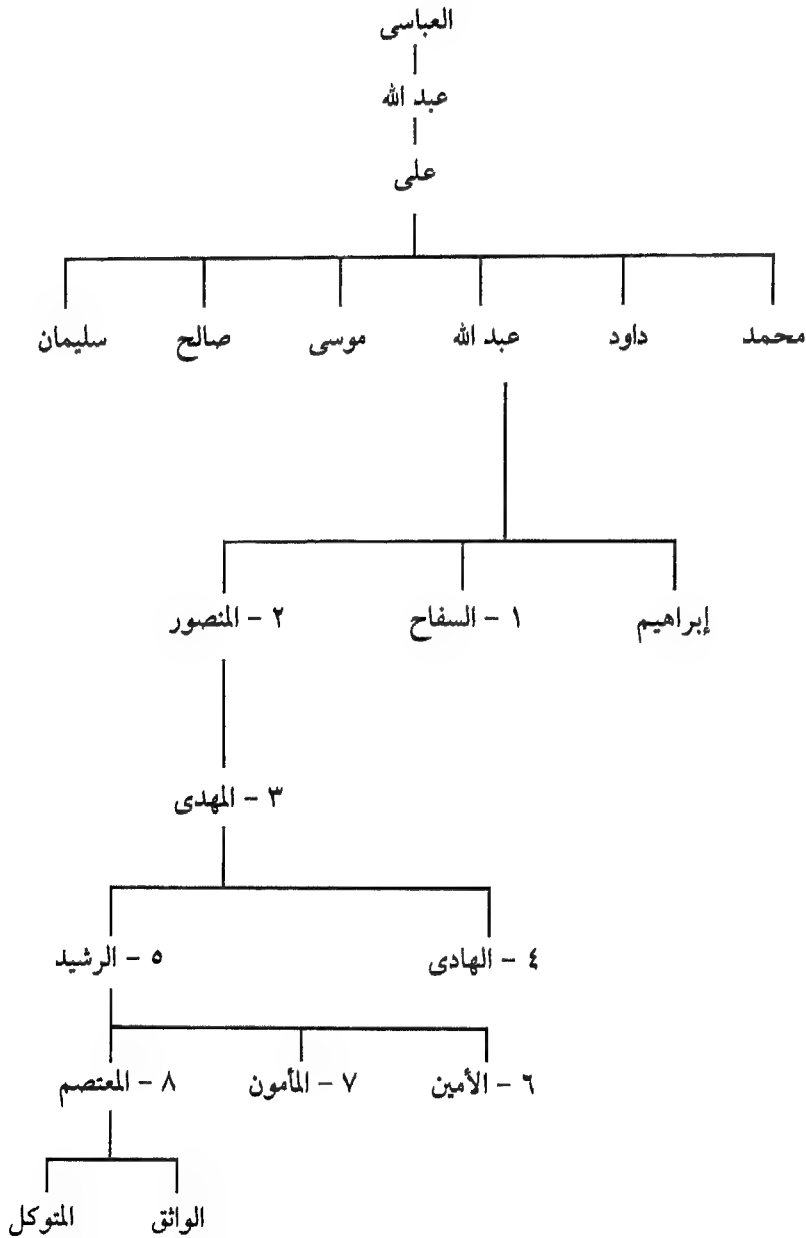 العباسى
عبد الله
على
محمد داود عبد الله موسى صالح سليمان
إبراهيم ١ - السفاح ٢ - المنصور
٣ - المهدى
٤ - الهادى ٥ - الرشيد
٦ - الأمين ٧ - المأمون ٨ - المعتصم
الواثق المتوكل